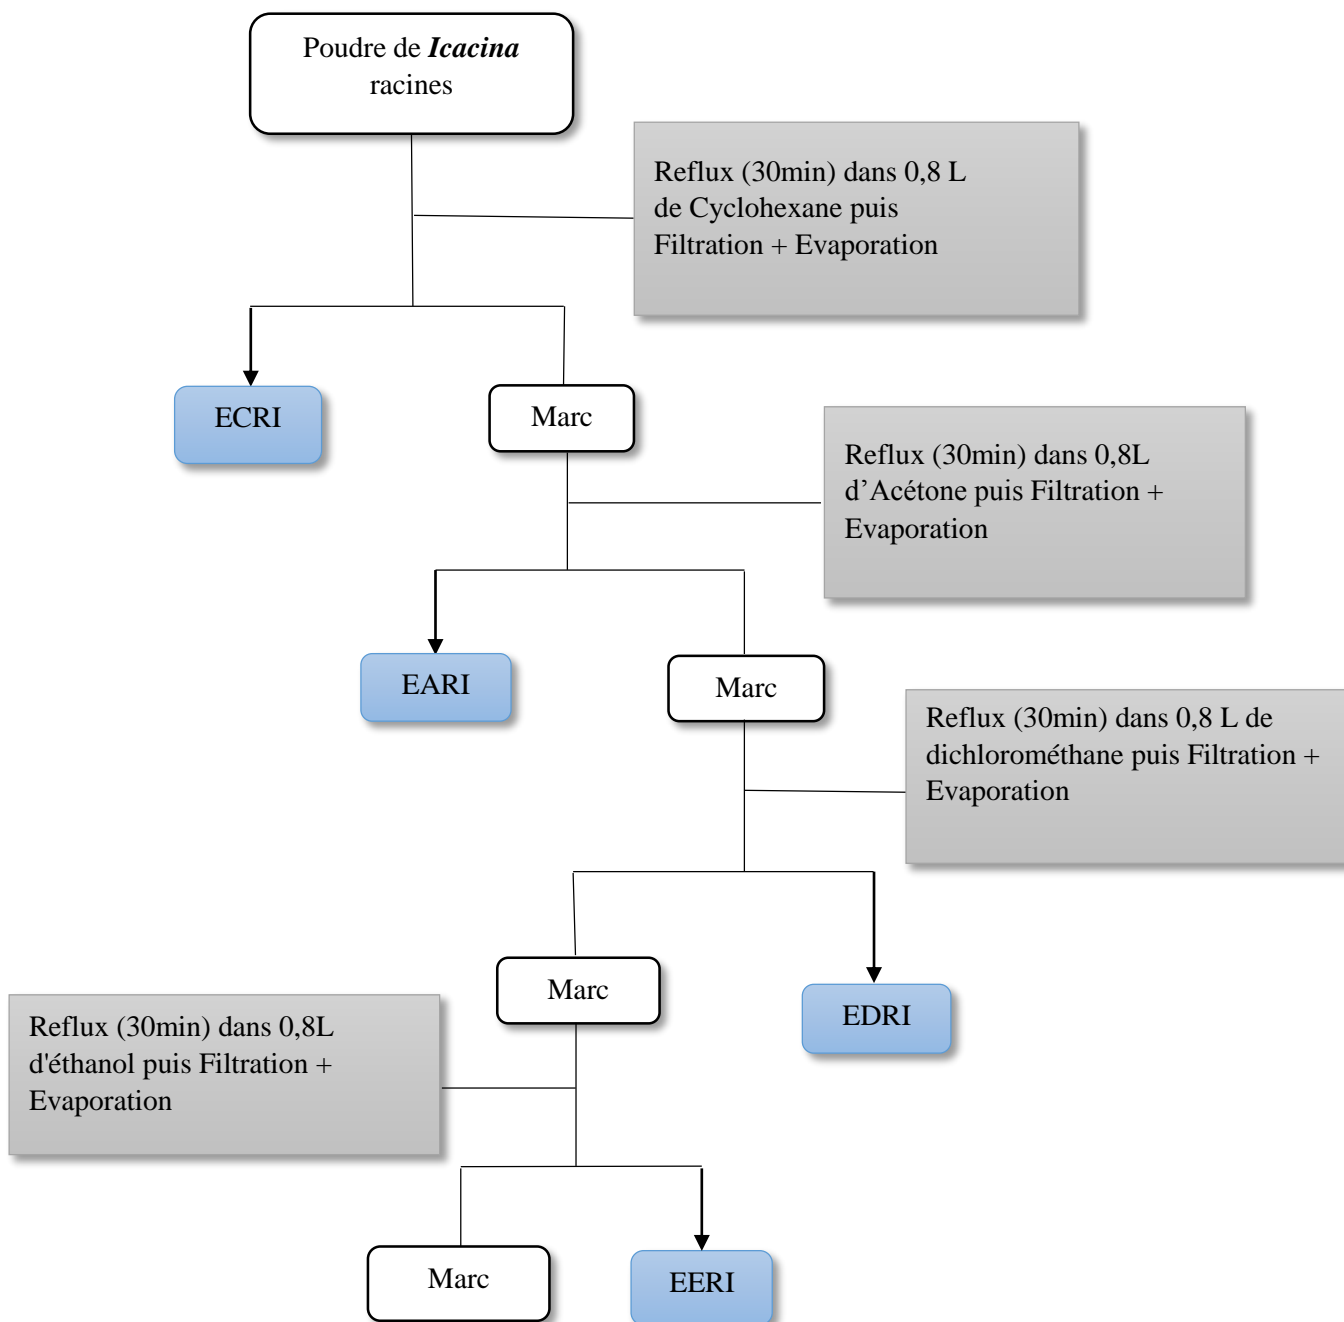 Poudre de Icacina
racines
Reflux (30min) dans 0,8 L
de Cyclohexane puis
Filtration + Evaporation
ECRI
Marc
Reflux (30min) dans 0,8L
d’Acétone puis Filtration +
Evaporation
EARI
Marc
Reflux (30min) dans 0,8 L de
dichlorométhane puis Filtration +
Evaporation
Marc
EDRI
Reflux (30min) dans 0,8L
d'éthanol puis Filtration +
Evaporation
Marc
EERI